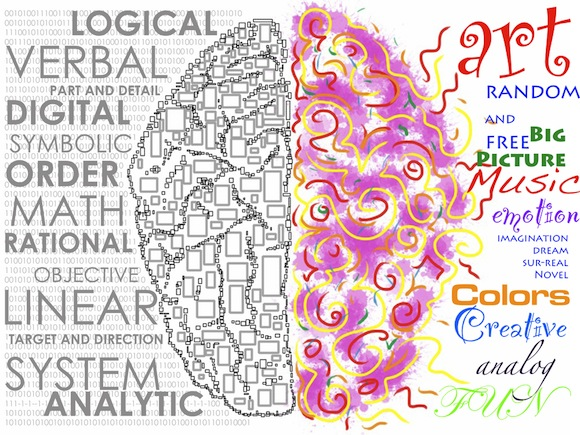 LOGICAL
VERBAL
PART AND DETAIL
DIGITAL
SYMBOLIC
ORDER
MATH
RATIONAL
OBJECTIVE
LINEAR
TARGET AND DIRECTION
SYSTEM
ANALYTIC
art
RANDOM
AND
FREE
BIG
PICTURE
Music
emotion
IMAGINATION
DREAM
SUR-REAL
NOVEL
Colors
Creative
analog
FUN